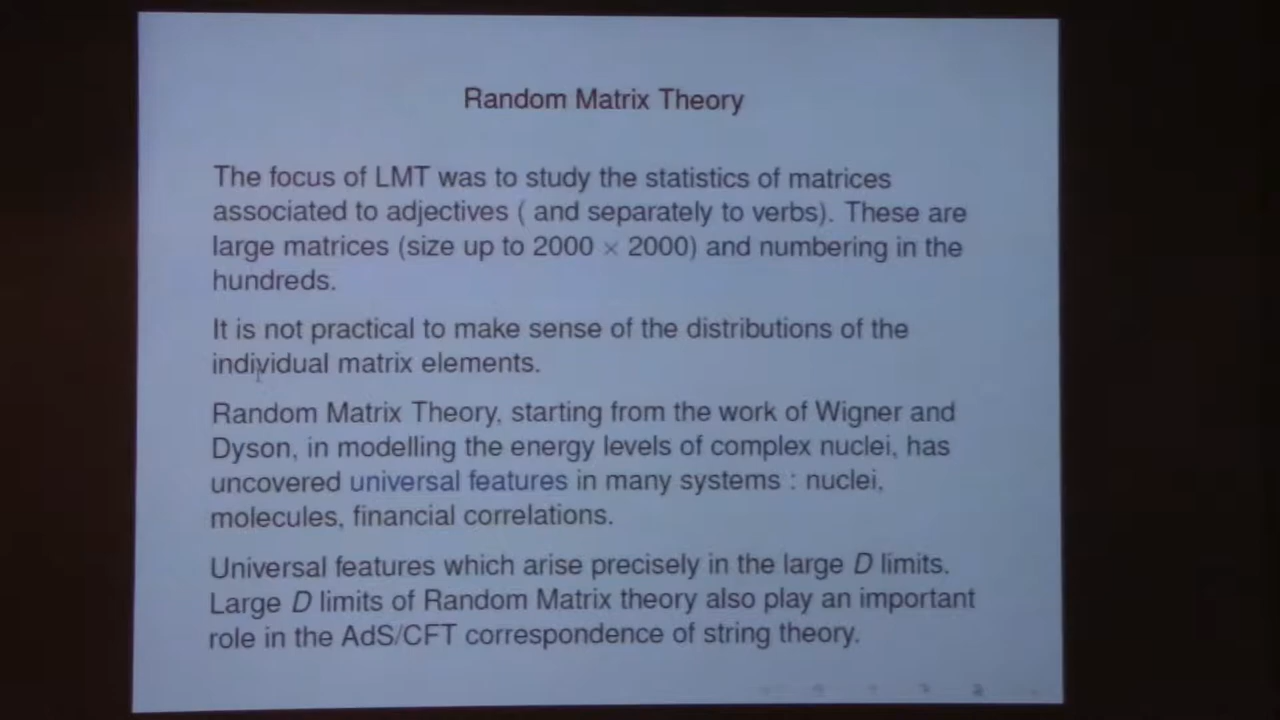 Random Matrix Theory
The focus of LMT was to study the statistics of matrices
associated to adjectives ( and separately to verbs). These are
large matrices (size up to 2000 × 2000) and numbering in the
hundreds.
It is not practical to make sense of the distributions of the
individual matrix elements.
Random Matrix Theory, starting from the work of Wigner and
Dyson, in modelling the energy levels of complex nuclei, has
uncovered universal features in many systems : nuclei,
molecules, financial correlations.
Universal features which arise precisely in the large D limits.
Large D limits of Random Matrix theory also play an important
role in the AdS/CFT correspondence of string theory.